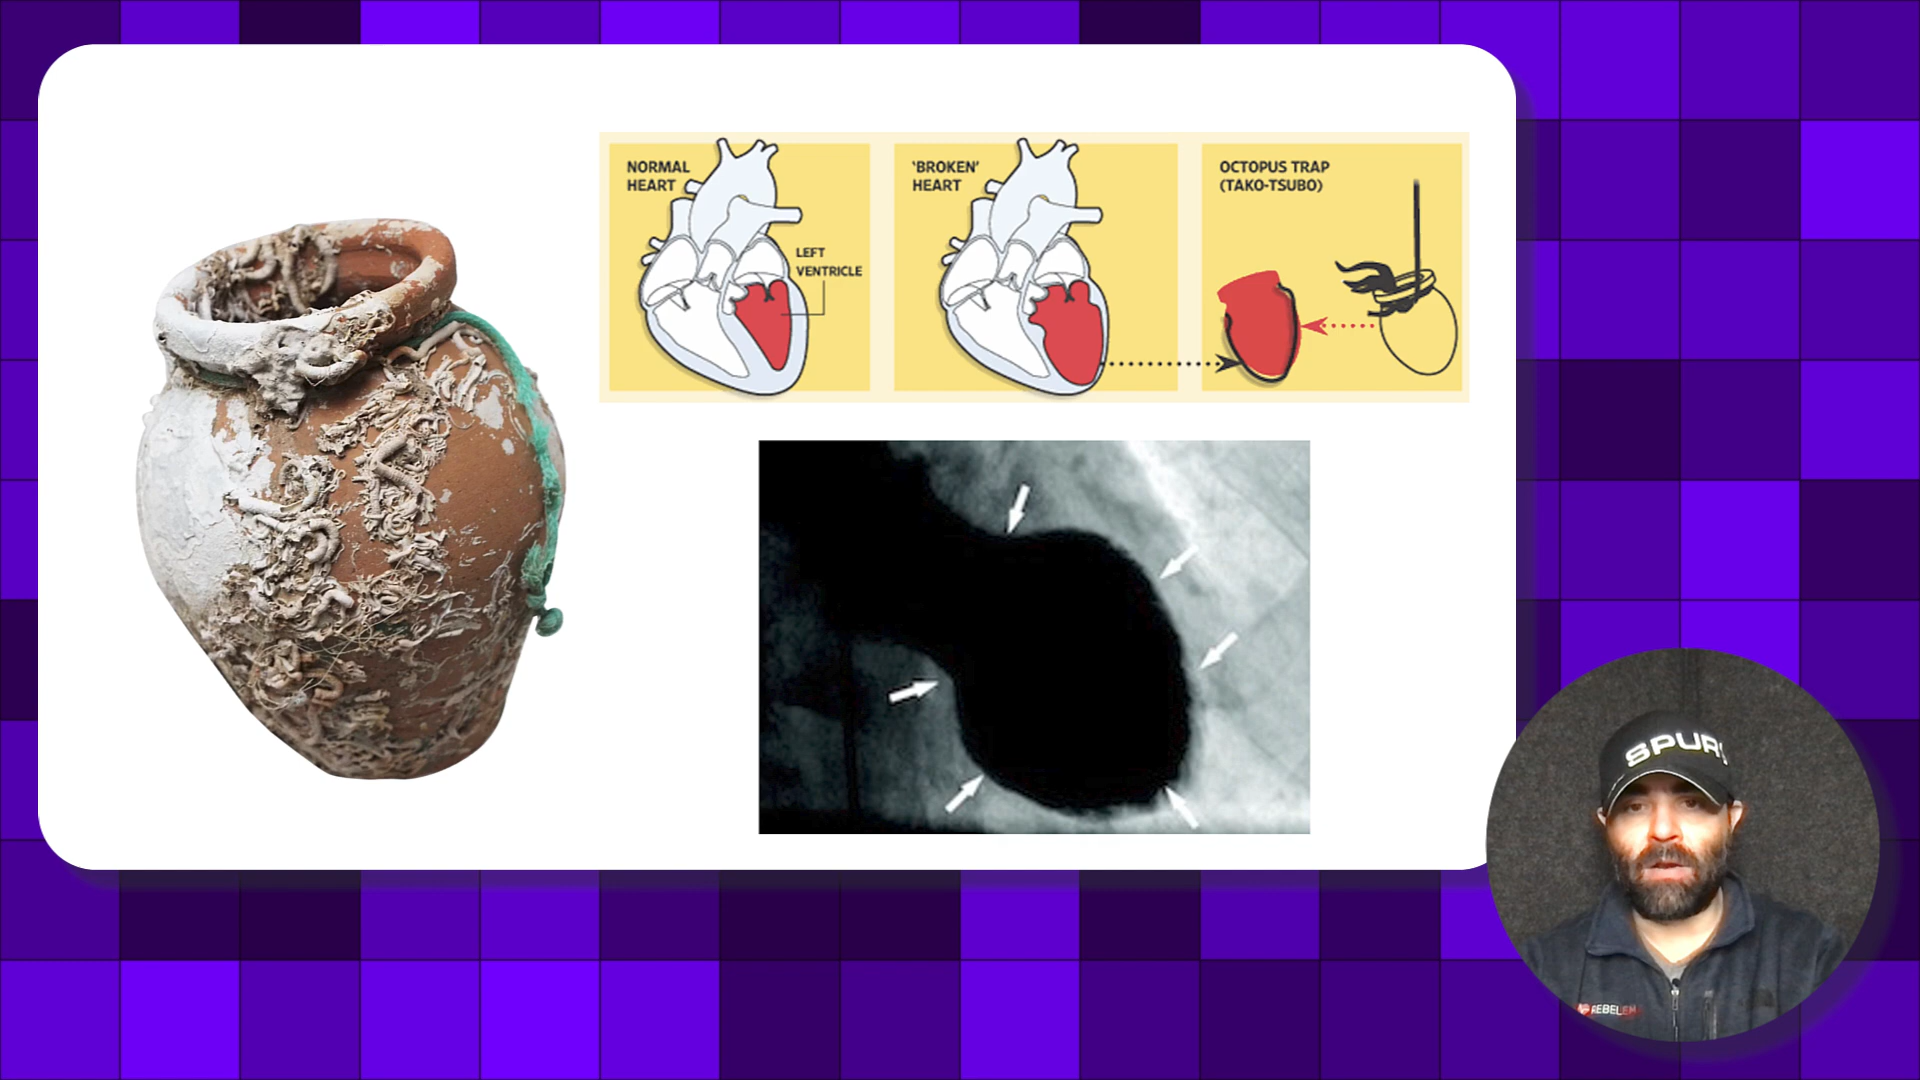 NORMAL
HEART
LEFT
VENTRICLE
'BROKEN'
HEART
OCTOPUS TRAP
(TAKO-TSUBO)
SPUR
REBELEM